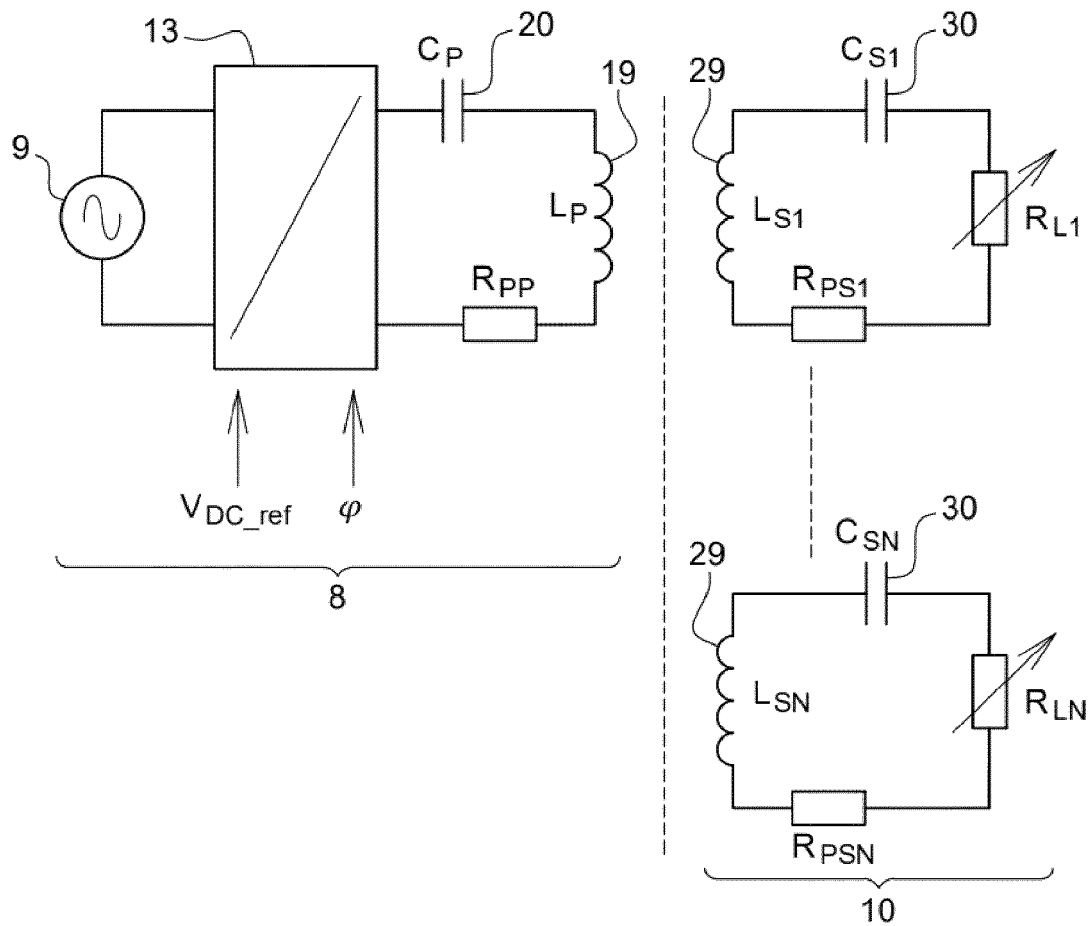 13
20
30
C_P
C_S1
19
29
9
L_P
L_S1
R_L1
R_PP
R_PS1
V_DC_ref
φ
C_SN
30
29
8
L_SN
R_LN
R_PSN
10